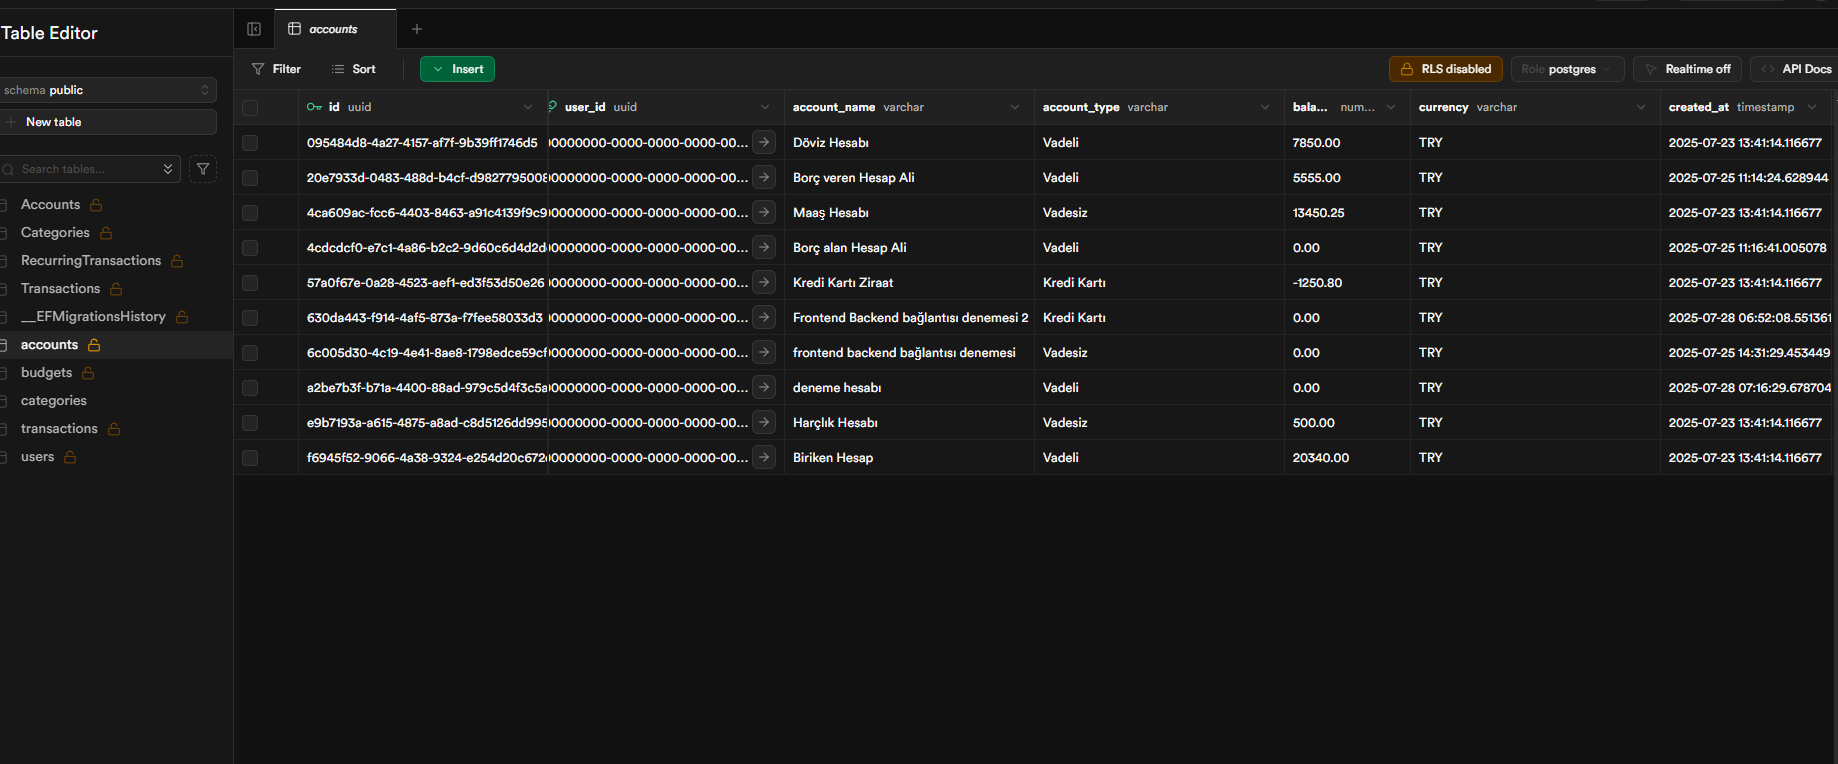 Table Editor
schema public
New table
Search tables...
Accounts
Categories
RecurringTransactions
Transactions
__EFMigrationsHistory
accounts
budgets
categories
transactions
users
accounts
Filter Sort Insert RLS disabled Role postgres Realtime off API Docs
id uuid user_id uuid account_name varchar account_type varchar bala... num... currency varchar created_at timestamp
095484d8-4a27-4157-af7f-9b39ff1746d5 00000000-0000-0000-0000-00... Döviz Hesabı Vadeli 7850.00 TRY 2025-07-23 13:41:14.116677
20e7933d-0483-488d-b4cf-d9827795008 00000000-0000-0000-0000-00... Borç veren Hesap Ali Vadeli 5555.00 TRY 2025-07-25 11:14:24.628944
4ca609ac-fcc6-4403-8463-a91c4139f9c9 00000000-0000-0000-0000-00... Maaş Hesabı Vadesiz 13450.25 TRY 2025-07-23 13:41:14.116677
4cdcdcf0-e7c1-4a86-b2c2-9d60c6d4d2d 00000000-0000-0000-0000-00... Borç alan Hesap Ali Vadeli 0.00 TRY 2025-07-25 11:16:41.005078
57a0f67e-0a28-4523-aef1-ed3f53d50e26 00000000-0000-0000-0000-00... Kredi Kartı Ziraat Kredi Kartı -1250.80 TRY 2025-07-23 13:41:14.116677
630da443-f914-4af5-873a-f7fee58033d3 00000000-0000-0000-0000-00... Frontend Backend bağlantısı denemesi 2 Kredi Kartı 0.00 TRY 2025-07-28 06:52:08.551361
6c005d30-4c19-4e41-8ae8-1798edce59cf 00000000-0000-0000-0000-00... frontend backend bağlantısı denemesi Vadesiz 0.00 TRY 2025-07-25 14:31:29.453449
a2be7b3f-b71a-4400-88ad-979c5d4f3c5a 00000000-0000-0000-0000-00... deneme hesabı Vadeli 0.00 TRY 2025-07-28 07:16:29.678704
e9b7193a-a615-4875-a8ad-c8d5126dd995 00000000-0000-0000-0000-00... Harçlık Hesabı Vadesiz 500.00 TRY 2025-07-23 13:41:14.116677
f6945f52-9066-4a38-9324-e254d20c672 00000000-0000-0000-0000-00... Biriken Hesap Vadeli 20340.00 TRY 2025-07-23 13:41:14.116677